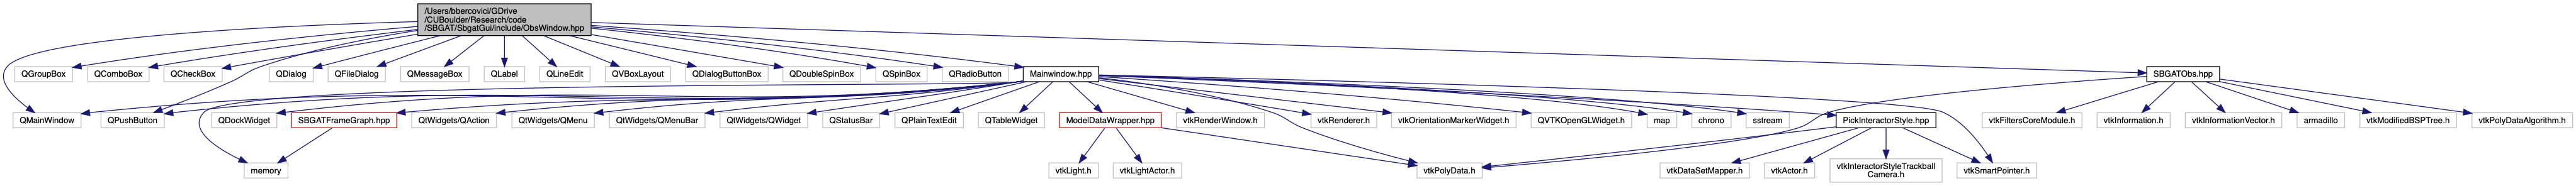 /Users/bbercovici/GDrive
/CUBoulder/Research/code
/SBGAT/SbgatGui/include/ObsWindow.hpp
QGroupBox
QComboBox
QCheckBox
QDialog
QFileDialog
QMessageBox
QLabel
QLineEdit
QVBoxLayout
QDialogButtonBox
QDoubleSpinBox
QSpinBox
QRadioButton
Mainwindow.hpp
SBGATObs.hpp
QMainWindow
QPushButton
QDockWidget
SBGATFrameGraph.hpp
QtWidgets/QAction
QtWidgets/QMenu
QtWidgets/QMenuBar
QtWidgets/QWidget
QStatusBar
QPlainTextEdit
QTableWidget
ModelDataWrapper.hpp
vtkRenderWindow.h
vtkRenderer.h
vtkOrientationMarkerWidget.h
QVTKOpenGLWidget.h
map
chrono
sstream
PickInteractorStyle.hpp
vtkFiltersCoreModule.h
vtkInformation.h
vtkInformationVector.h
armadillo
vtkModifiedBSPTree.h
vtkPolyDataAlgorithm.h
memory
vtkLight.h
vtkLightActor.h
vtkPolyData.h
vtkDataSetMapper.h
vtkActor.h
vtkInteractorStyleTrackball
Camera.h
vtkSmartPointer.h